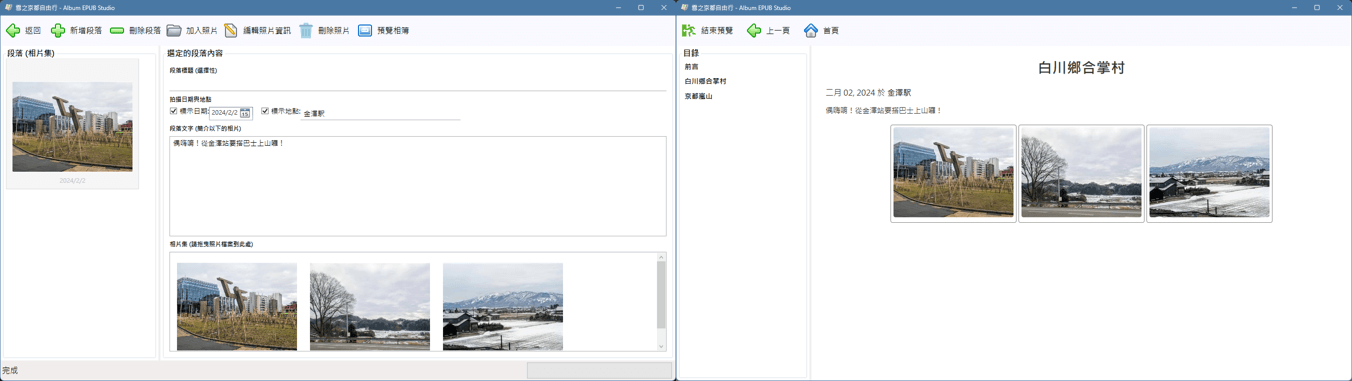 雪之京都自由行 - Album EPUB Studio
返回 新增段落 刪除段落 加入照片 編輯照片資訊 刪除照片 預覽相簿
段落 (相片集)
2024/2/2
選定的段落內容
段落標題 (選擇性)
拍攝日期與地點
標示日期: 2024/2/2 15 標示地點: 金澤駅
段落文字 (簡介以下的相片)
偶嗨唷！從金澤站要搭巴士上山囉！
相片集 (請拖曳照片檔案到此處)
完成
雪之京都自由行 - Album EPUB Studio
結束預覽 上一頁 首頁
目錄
前言
白川鄉合掌村
京都嵐山
白川鄉合掌村
二月 02, 2024 於 金澤駅
偶嗨唷！從金澤站要搭巴士上山囉！